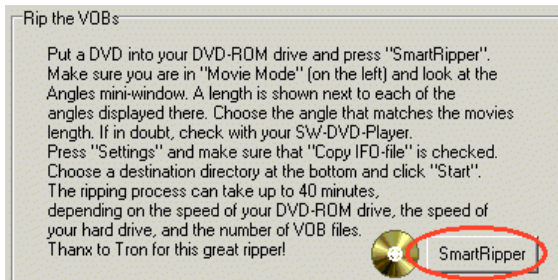 Rip the VOBs
Put a DVD into your DVD-ROM drive and press "SmartRipper".
Make sure you are in "Movie Mode" (on the left) and look at the
Angles mini-window. A length is shown next to each of the
angles displayed there. Choose the angle that matches the movies
length. If in doubt, check with your SW-DVD-Player.
Press "Settings" and make sure that "Copy IFO-file" is checked.
Choose a destination directory at the bottom and click "Start".
The ripping process can take up to 40 minutes,
depending on the speed of your DVD-ROM drive, the speed of
your hard drive, and the number of VOB files.
Thanx to Tron for this great ripper!
SmartRipper